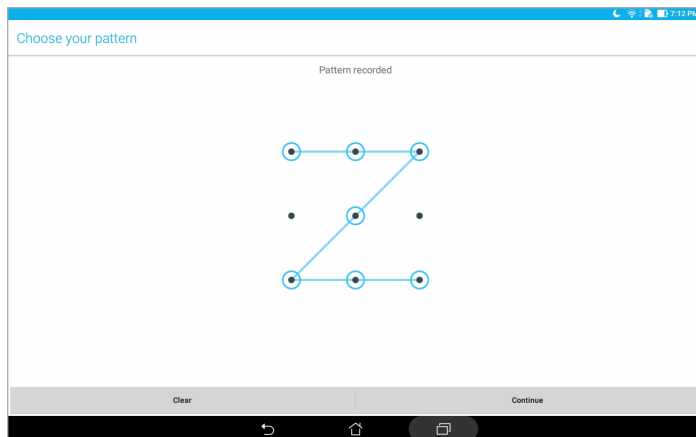 7:12 PM
Choose your pattern
Pattern recorded
Clear
Continue